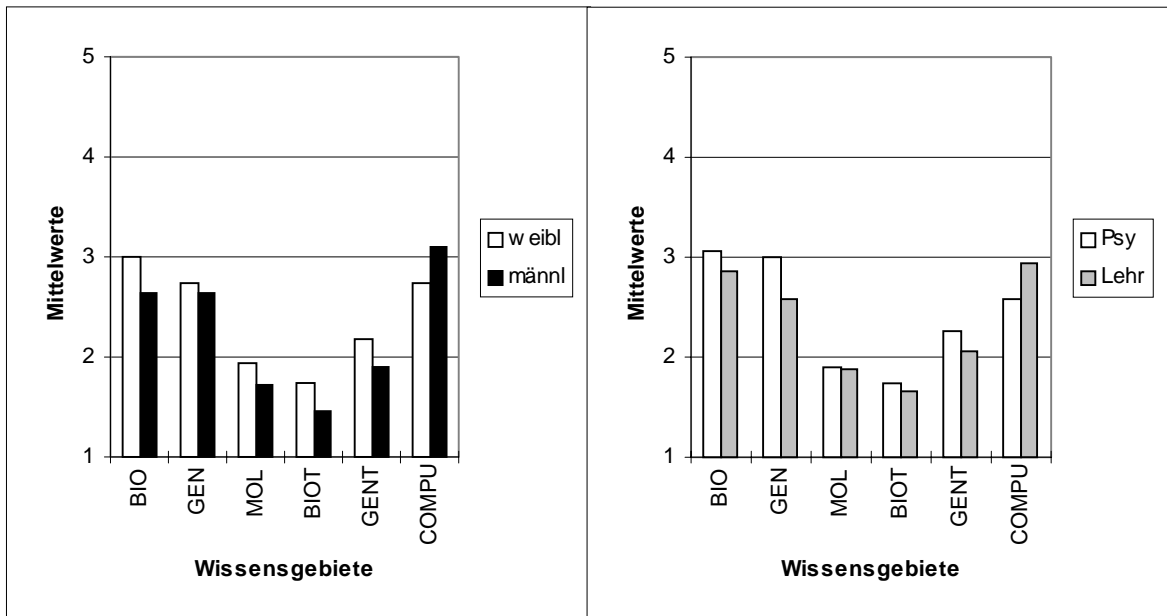 5
4
3
2
1
Mittelwerte
BIO
GEN
MOL
BIOT
GENT
COMPU
Wissensgebiete
w eibl
männl
5
4
3
2
1
Mittelwerte
BIO
GEN
MOL
BIOT
GENT
COMPU
Wissensgebiete
Psy
Lehr